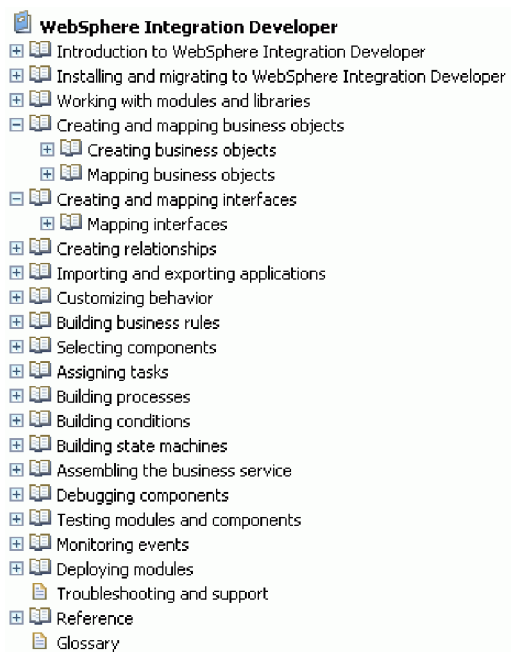 WebSphere Integration Developer
Introduction to WebSphere Integration Developer
Installing and migrating to WebSphere Integration Developer
Working with modules and libraries
Creating and mapping business objects
Creating business objects
Mapping business objects
Creating and mapping interfaces
Mapping interfaces
Creating relationships
Importing and exporting applications
Customizing behavior
Building business rules
Selecting components
Assigning tasks
Building processes
Building conditions
Building state machines
Assembling the business service
Debugging components
Testing modules and components
Monitoring events
Deploying modules
Troubleshooting and support
Reference
Glossary